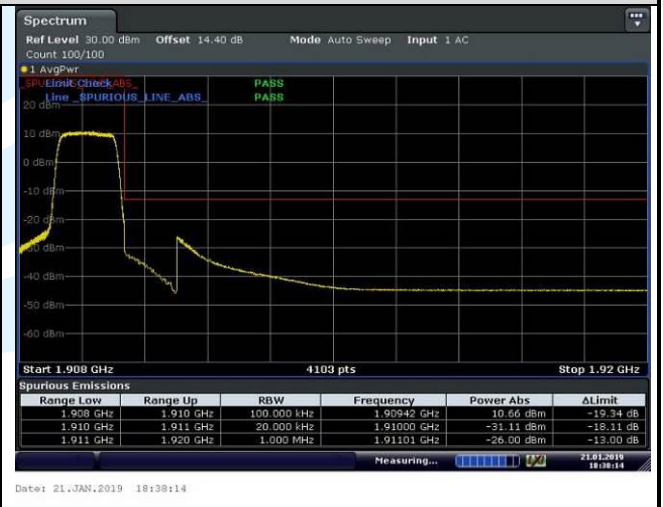 Spectrum
Ref Level 30.00 dBm Offset 14.40 dB Mode Auto Sweep Input 1 AC
Count 100/100
1 AvgPwr
Limit Check PASS
Line _SPURIOUS_LINE_ABS_ PASS
20 dBm
10 dBm
0 dBm
-10 dBm
-20 dBm
-40 dBm
-50 dBm
-60 dBm
Start 1.908 GHz 4103 pts Stop 1.92 GHz
Spurious Emissions
Range Low Range Up RBW Frequency Power Abs ΔLimit
1.908 GHz 1.910 GHz 100.000 kHz 1.90942 GHz 10.66 dBm -19.34 dB
1.910 GHz 1.911 GHz 20.000 kHz 1.91000 GHz -31.11 dBm -18.11 dB
1.911 GHz 1.920 GHz 1.000 MHz 1.91101 GHz -26.00 dBm -13.00 dB
Measuring... 21.01.2019
18:38:14
Date: 21.JAN.2019 18:38:14